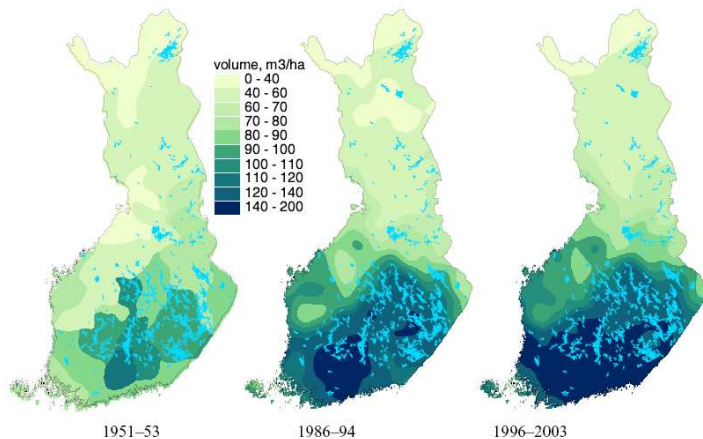 volume, m3/ha
0 - 40
40 - 60
60 - 70
70 - 80
80 - 90
90 - 100
100 - 110
110 - 120
120 - 140
140 - 200
1951–53
1986–94
1996–2003